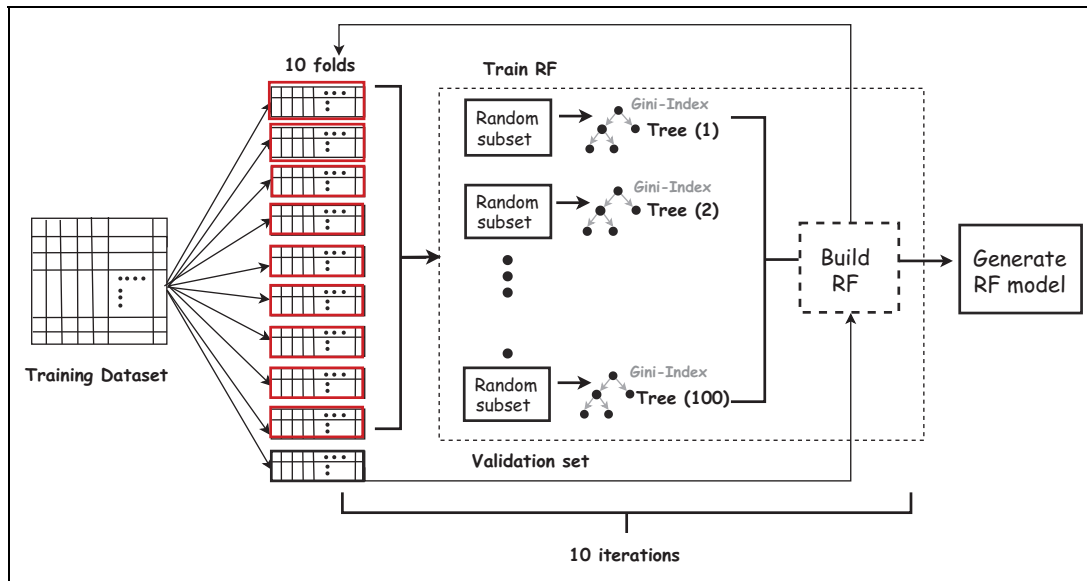 10 folds
Train RF
Random
subset
Gini-Index
Tree (1)
Random
subset
Gini-Index
Tree (2)
Build
RF
Generate
RF model
Training Dataset
Random
subset
Gini-Index
Tree (100)
Validation set
10 iterations